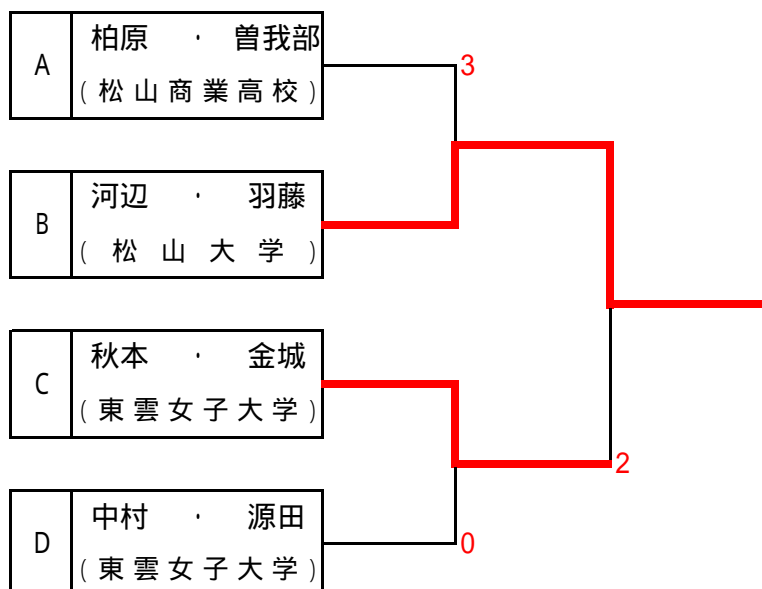 A
柏原 ・ 曽我部
(松山商業高校)
3
B
河辺 ・ 羽藤
(松山大学)
C
秋本 ・ 金城
(東雲女子大学)
2
D
中村 ・ 源田
(東雲女子大学)
0